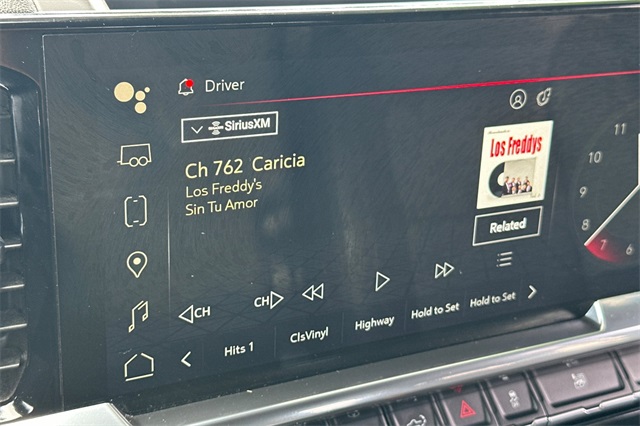 Driver
SiriusXM
Ch 762 Caricia
Los Freddy's
Sin Tu Amor
Los Freddys
Related
CH
CH
Hits 1
ClsVinyl
Highway
Hold to Set
Hold to Set
11
10
9
8
7
6